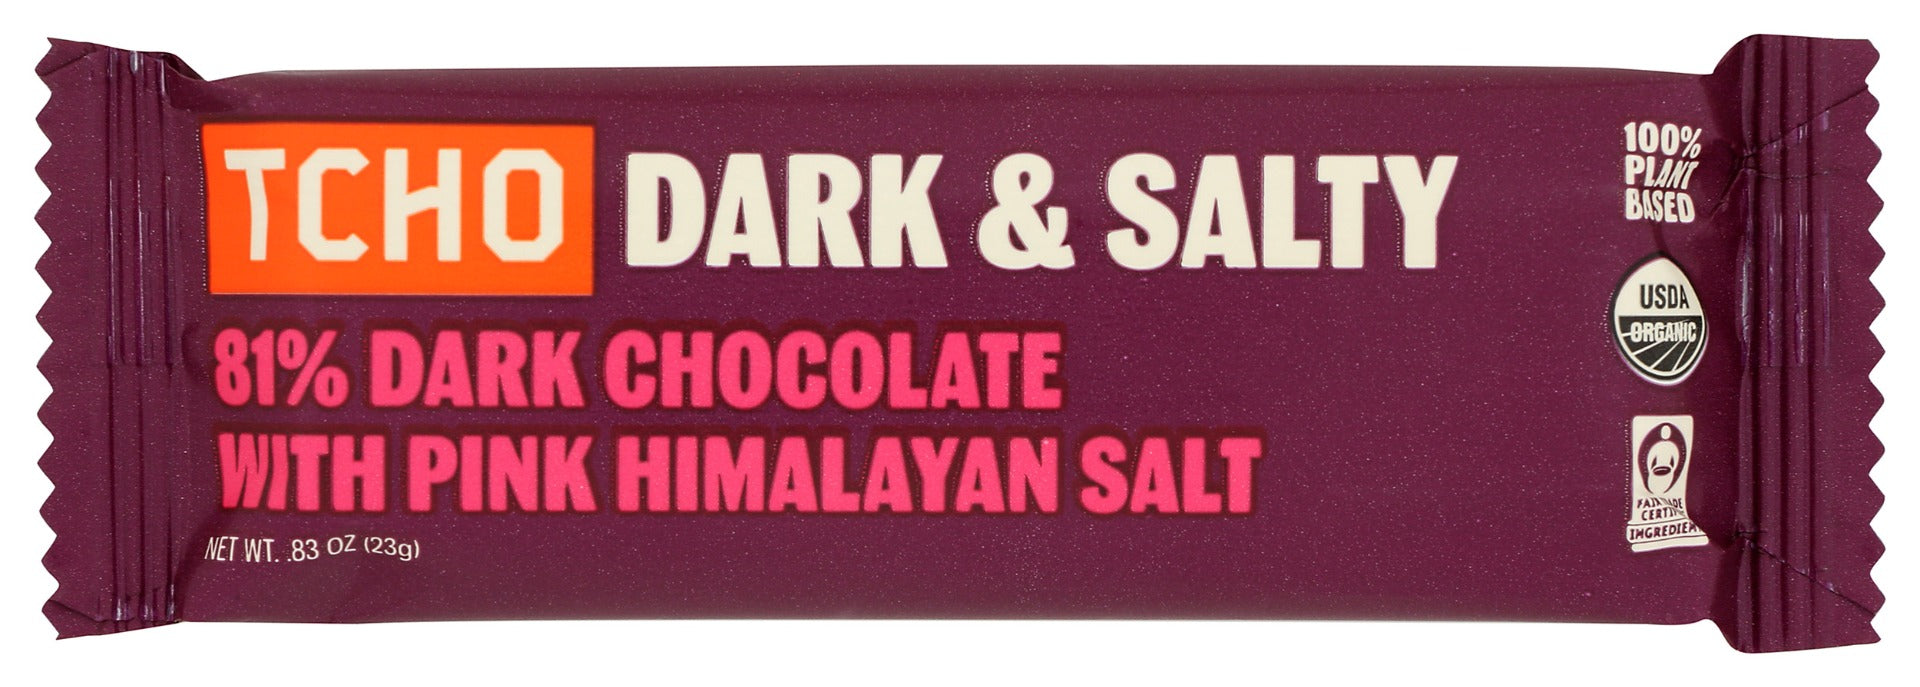 TCHO DARK & SALTY
81% DARK CHOCOLATE
WITH PINK HIMALAYAN SALT
NET WT. .83 OZ (23g)
100%
PLANT
BASED
USDA
ORGANIC